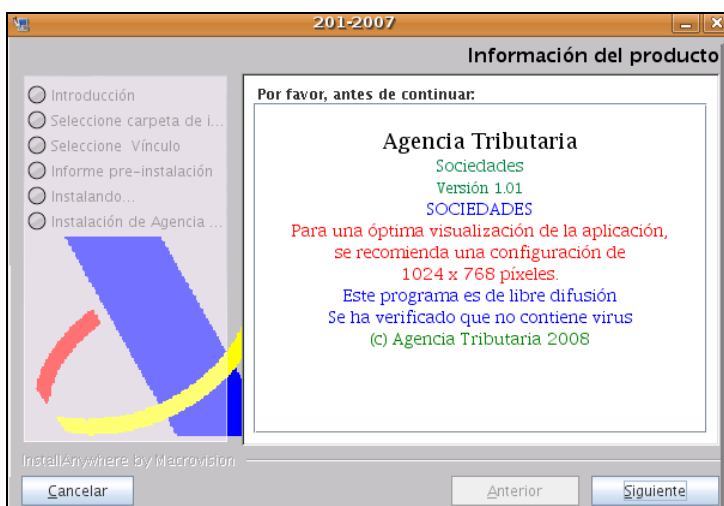 201-2007
Información del producto
Introducción
Seleccione carpeta de i...
Seleccione Vínculo
Informe pre-instalación
Instalando...
Instalación de Agencia ...
Por favor, antes de continuar:
Agencia Tributaria
Sociedades
Versión 1.01
SOCIEDADES
Para una óptima visualización de la aplicación,
se recomienda una configuración de
1024 x 768 píxeles.
Este programa es de libre difusión
Se ha verificado que no contiene virus
(c) Agencia Tributaria 2008
InstallAnywhere by Macrovision
Cancelar
Anterior
Siguiente